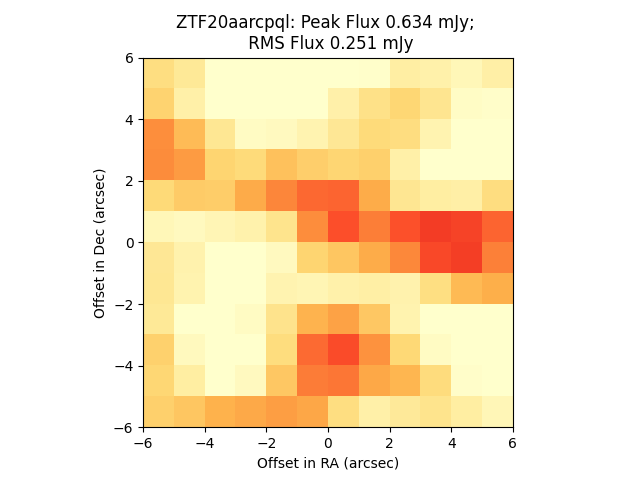 ZTF20aarcpql: Peak Flux 0.634 mJy;
RMS Flux 0.251 mJy
6
4
2
0
−2
−4
−6
Offset in Dec (arcsec)
−6 −4 −2 0 2 4 6
Offset in RA (arcsec)